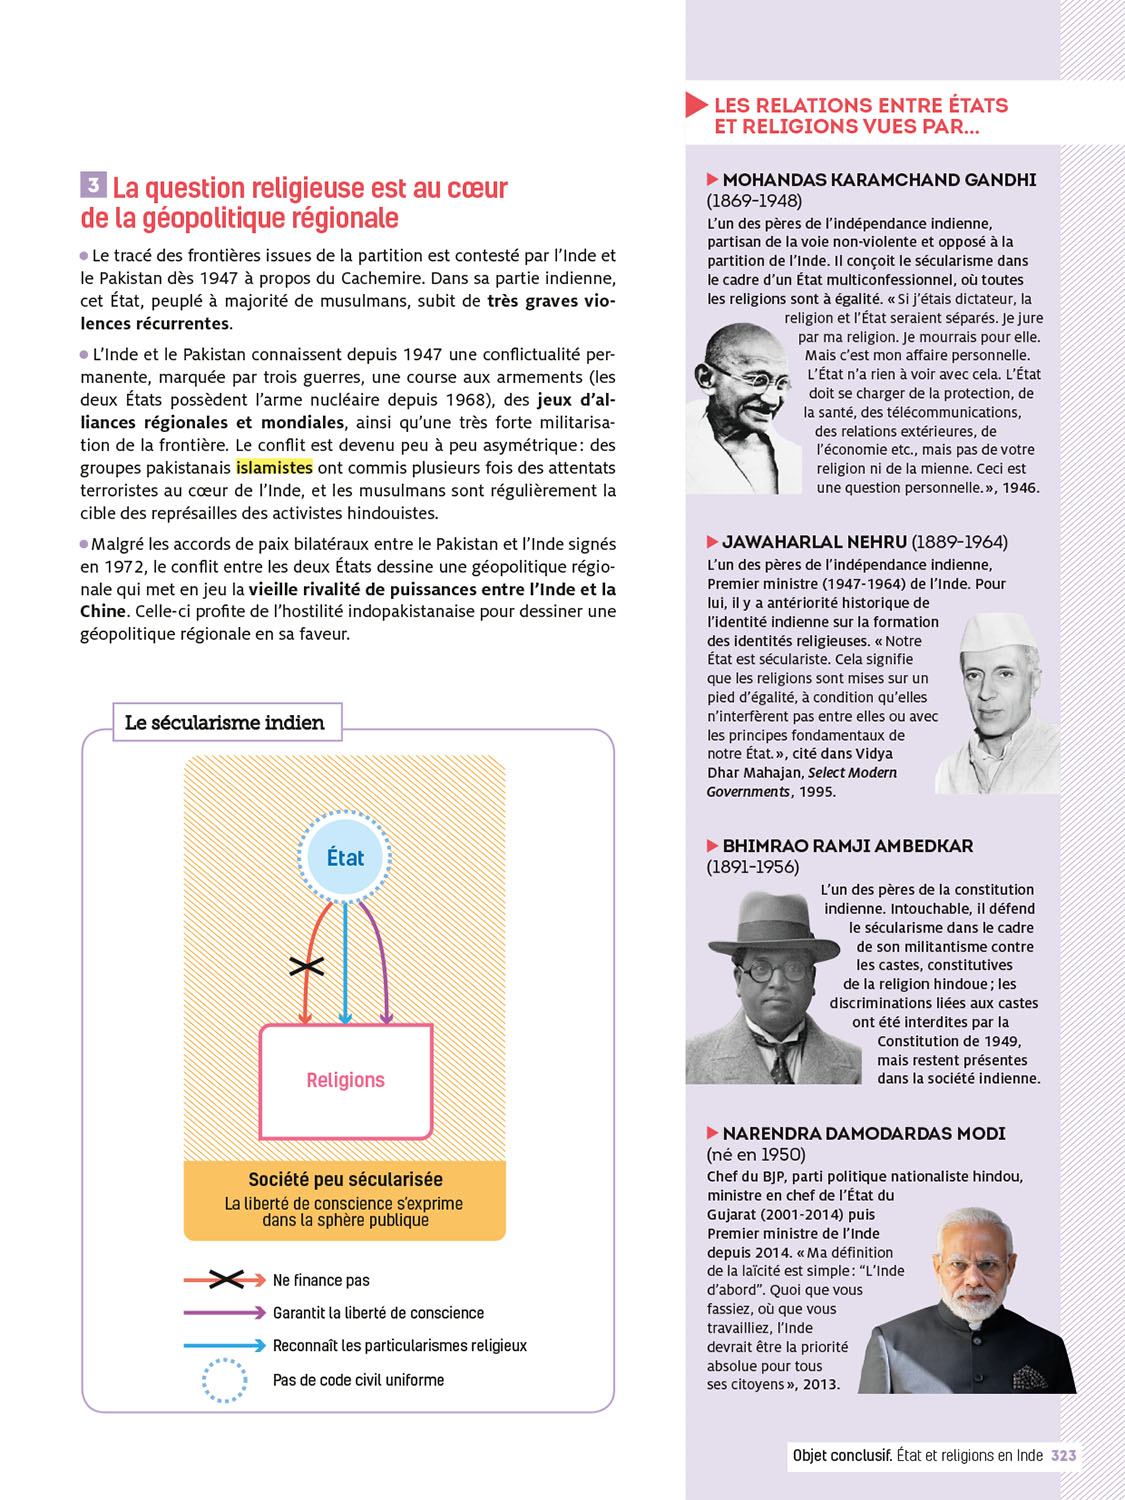 3 La question religieuse est au cœur
de la géopolitique régionale
• Le tracé des frontières issues de la partition est contesté par l’Inde et
le Pakistan dès 1947 à propos du Cachemire. Dans sa partie indienne,
cet État, peuplé à majorité de musulmans, subit de très graves vio-
lences récurrentes.
• L’Inde et le Pakistan connaissent depuis 1947 une conflictualité per-
manente, marquée par trois guerres, une course aux armements (les
deux États possèdent l’arme nucléaire depuis 1968), des jeux d’al-
liances régionales et mondiales, ainsi qu’une très forte militarisa-
tion de la frontière. Le conflit est devenu peu à peu asymétrique : des
groupes pakistanais islamistes ont commis plusieurs fois des attentats
terroristes au cœur de l’Inde, et les musulmans sont régulièrement la
cible des représailles des activistes hindouistes.
• Malgré les accords de paix bilatéraux entre le Pakistan et l’Inde signés
en 1972, le conflit entre les deux États dessine une géopolitique régio-
nale qui met en jeu la vieille rivalité de puissances entre l’Inde et la
Chine. Celle-ci profite de l’hostilité indopakistanaise pour dessiner une
géopolitique régionale en sa faveur.
Le sécularisme indien
État
Religions
Société peu sécularisée
La liberté de conscience s’exprime
dans la sphère publique
Ne finance pas
Garantit la liberté de conscience
Reconnaît les particularismes religieux
Pas de code civil uniforme
LES RELATIONS ENTRE ÉTATS
ET RELIGIONS VUES PAR...
MOHANDAS KARAMCHAND GANDHI
(1869-1948)
L’un des pères de l’indépendance indienne,
partisan de la voie non-violente et opposé à la
partition de l’Inde. Il conçoit le sécularisme dans
le cadre d’un État multiconfessionnel, où toutes
les religions sont à égalité. « Si j’étais dictateur, la
religion et l’État seraient séparés. Je jure
par ma religion. Je mourrais pour elle.
Mais c’est mon affaire personnelle.
L’État n’a rien à voir avec cela. L’État
doit se charger de la protection, de
la santé, des télécommunications,
des relations extérieures, de
l’économie etc., mais pas de votre
religion ni de la mienne. Ceci est
une question personnelle. », 1946.
JAWAHARLAL NEHRU (1889-1964)
L’un des pères de l’indépendance indienne,
Premier ministre (1947-1964) de l’Inde. Pour
lui, il y a antériorité historique de
l’identité indienne sur la formation
des identités religieuses. « Notre
État est séculariste. Cela signifie
que les religions sont mises sur un
pied d’égalité, à condition qu’elles
n’interfèrent pas entre elles ou avec
les principes fondamentaux de
notre État. », cité dans Vidya
Dhar Mahajan, Select Modern
Governments, 1995.
BHIMRAO RAMJI AMBEDKAR
(1891-1956)
L’un des pères de la constitution
indienne. Intouchable, il défend
le sécularisme dans le cadre
de son militantisme contre
les castes, constitutives
de la religion hindoue ; les
discriminations liées aux castes
ont été interdites par la
Constitution de 1949,
mais restent présentes
dans la société indienne.
NARENDRA DAMODARDAS MODI
(né en 1950)
Chef du BJP, parti politique nationaliste hindou,
ministre en chef de l’État du
Gujarat (2001-2014) puis
Premier ministre de l’Inde
depuis 2014. « Ma définition
de la laïcité est simple : “L’Inde
d’abord”. Quoi que vous
fassiez, où que vous
travailliez, l’Inde
devrait être la priorité
absolue pour tous
ses citoyens », 2013.
Objet conclusif. État et religions en Inde 323